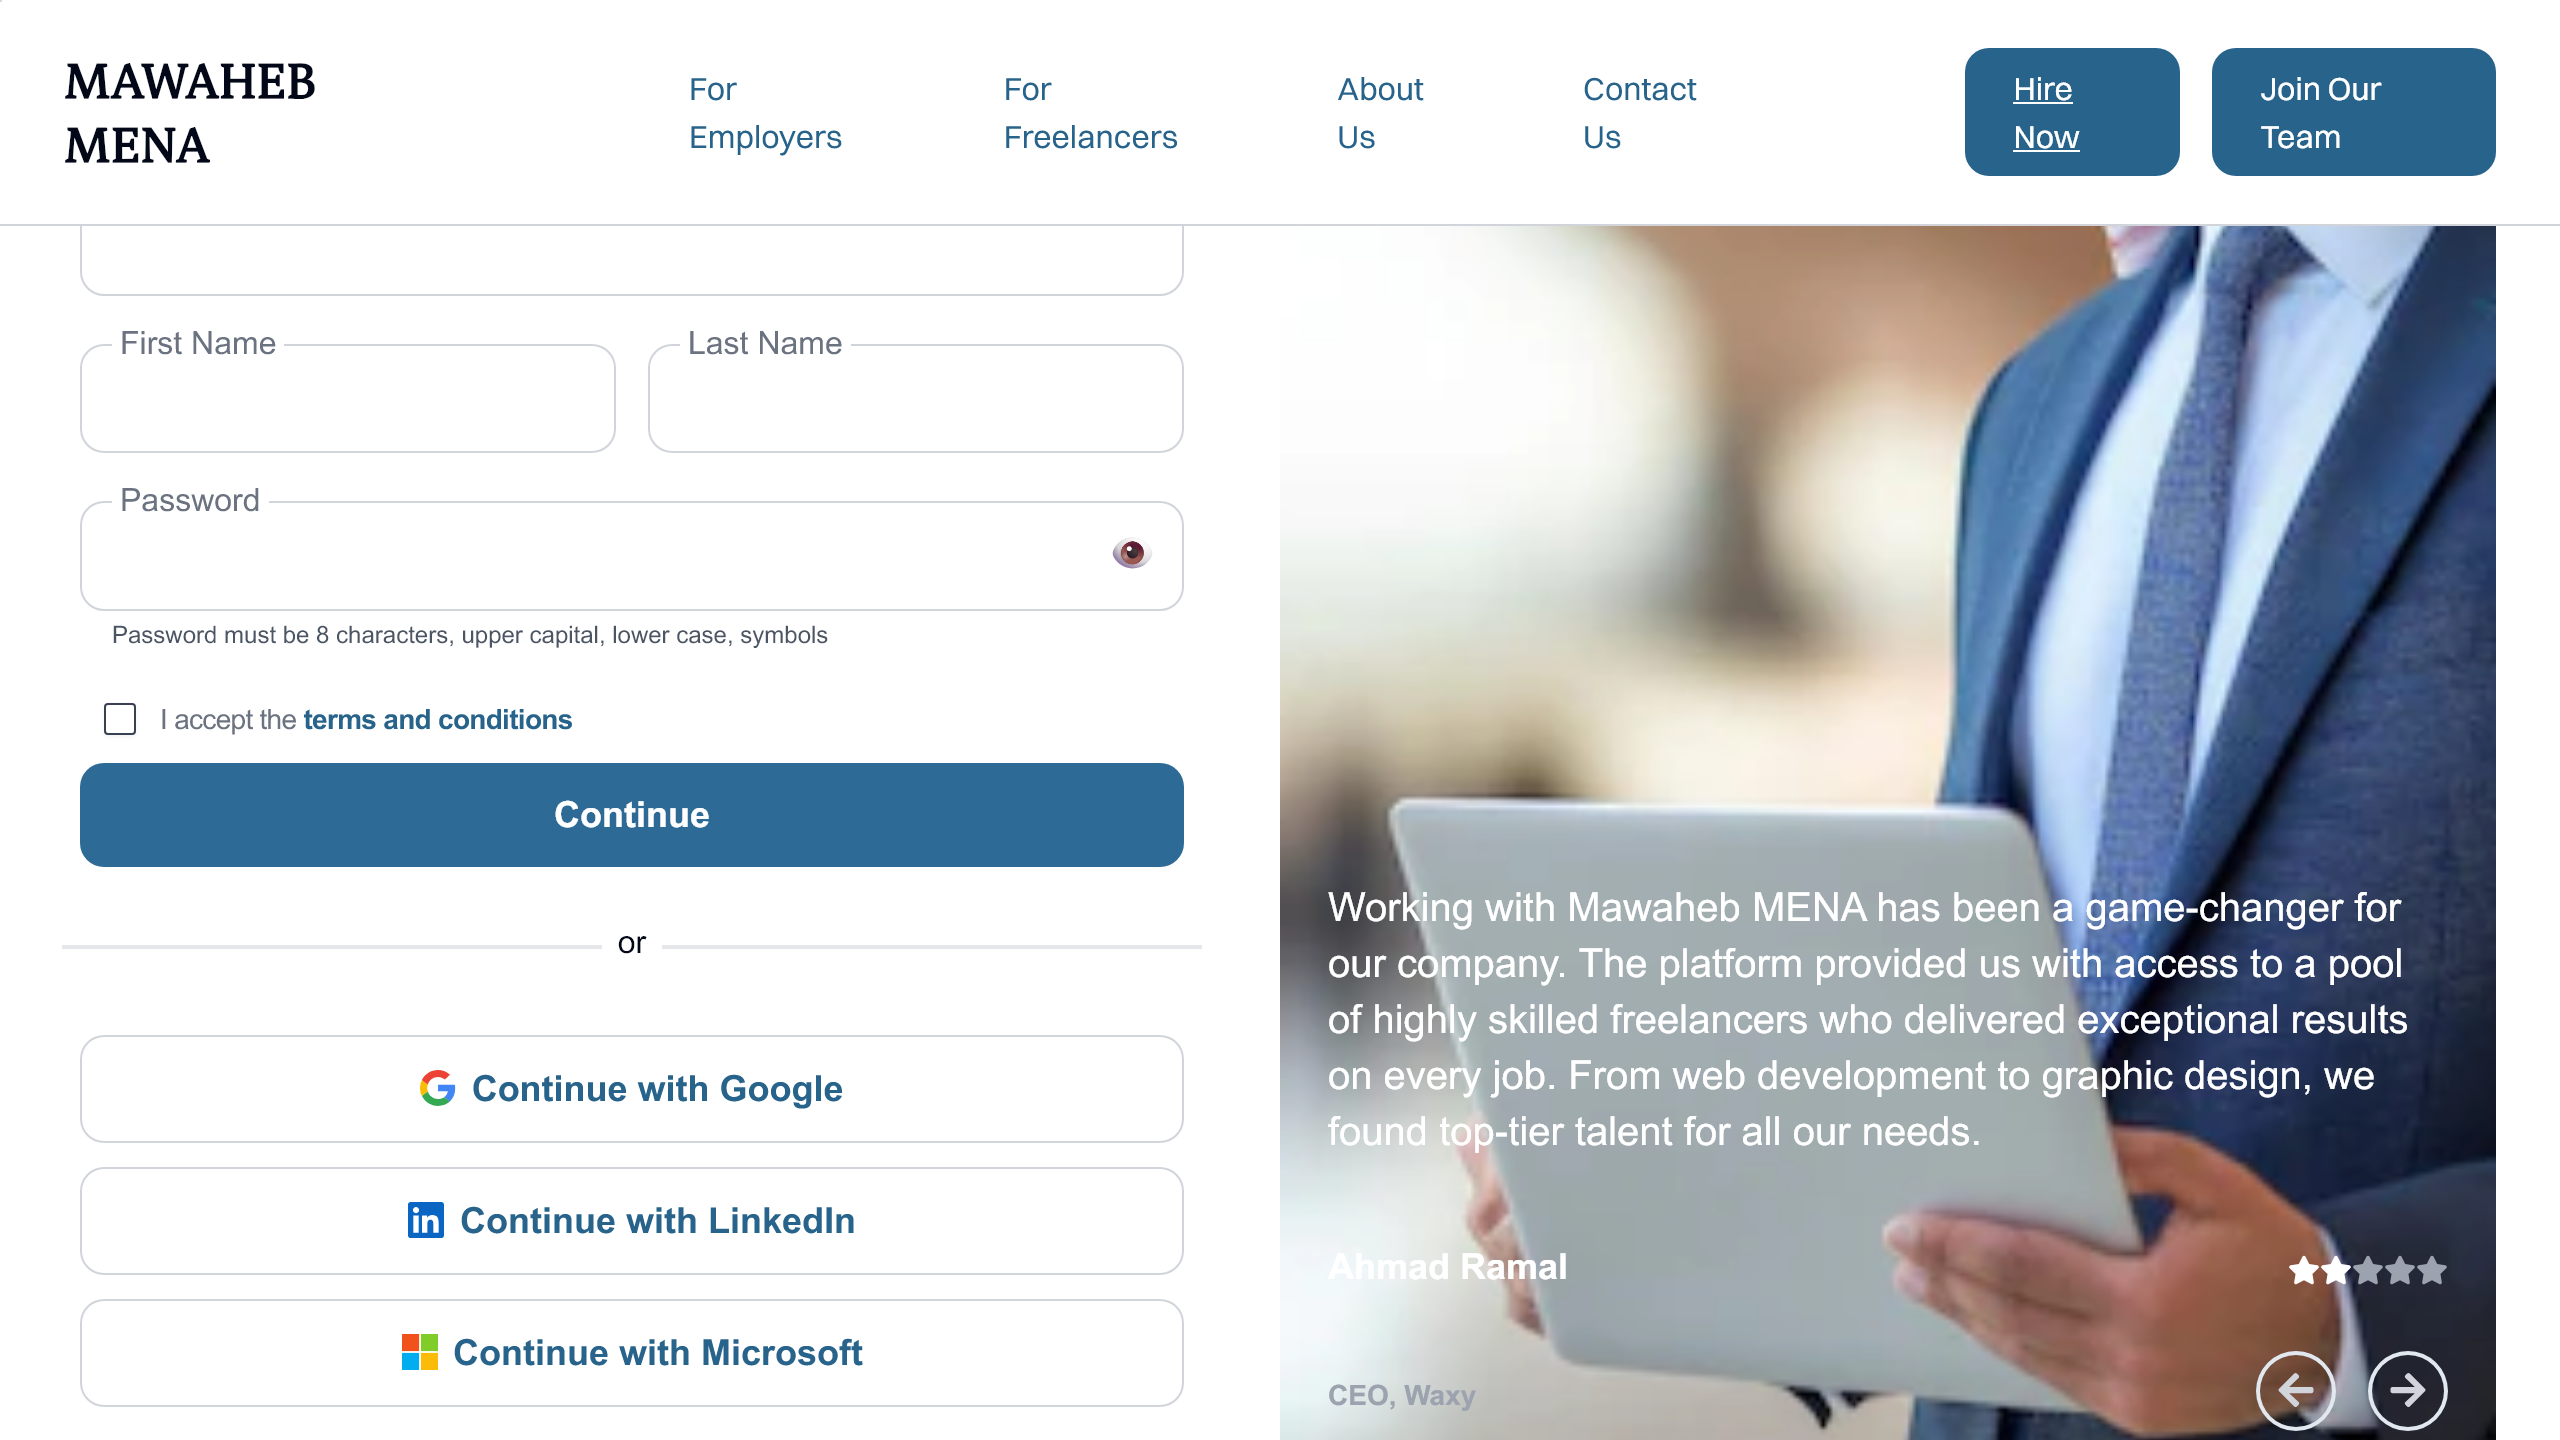 MAWAHEB
MENA
For
Employers
For
Freelancers
About
Us
Contact
Us
Hire
Now
Join Our
Team
First Name
Last Name
Password
Password must be 8 characters, upper capital, lower case, symbols
I accept the terms and conditions
Continue
or
Continue with Google
Continue with LinkedIn
Continue with Microsoft
Working with Mawaheb MENA has been a game-changer for
our company. The platform provided us with access to a pool
of highly skilled freelancers who delivered exceptional results
on every job. From web development to graphic design, we
found top-tier talent for all our needs.
Ahmad Ramal
CEO, Waxy